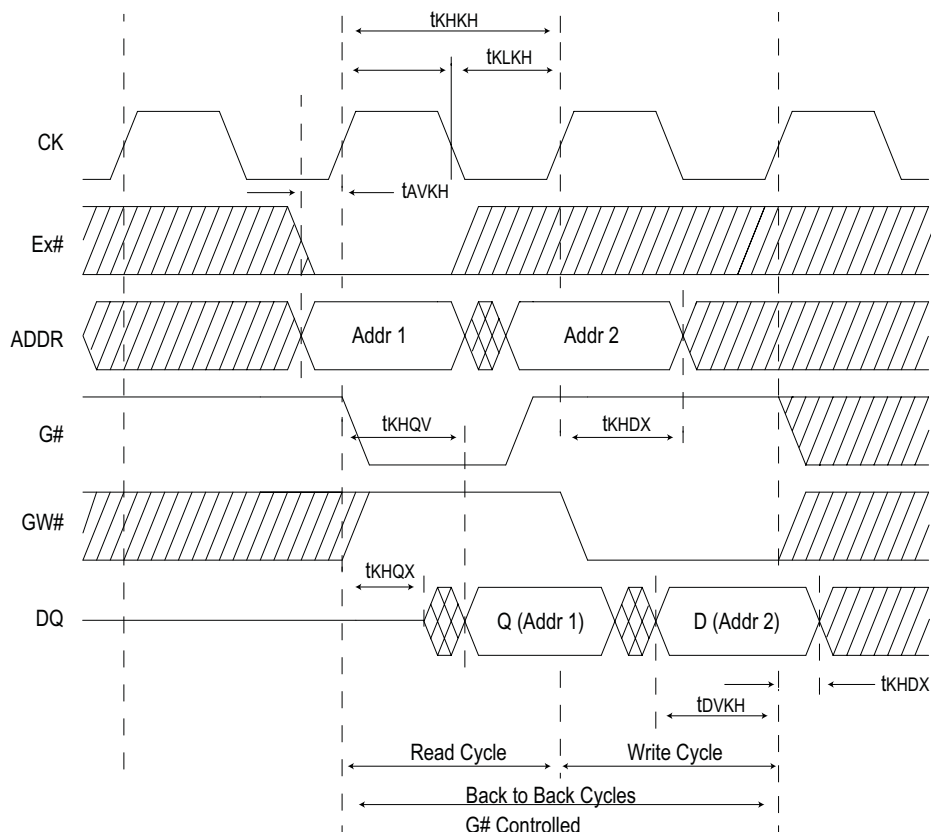 tKHKH
tKLKH
CK
tAVKH
Ex#
ADDR
Addr 1
Addr 2
G#
tKHQV
tKHDX
GW#
tKHQX
DQ
Q (Addr 1)
D (Addr 2)
tKHDX
tDVKH
Read Cycle
Write Cycle
Back to Back Cycles
G# Controlled